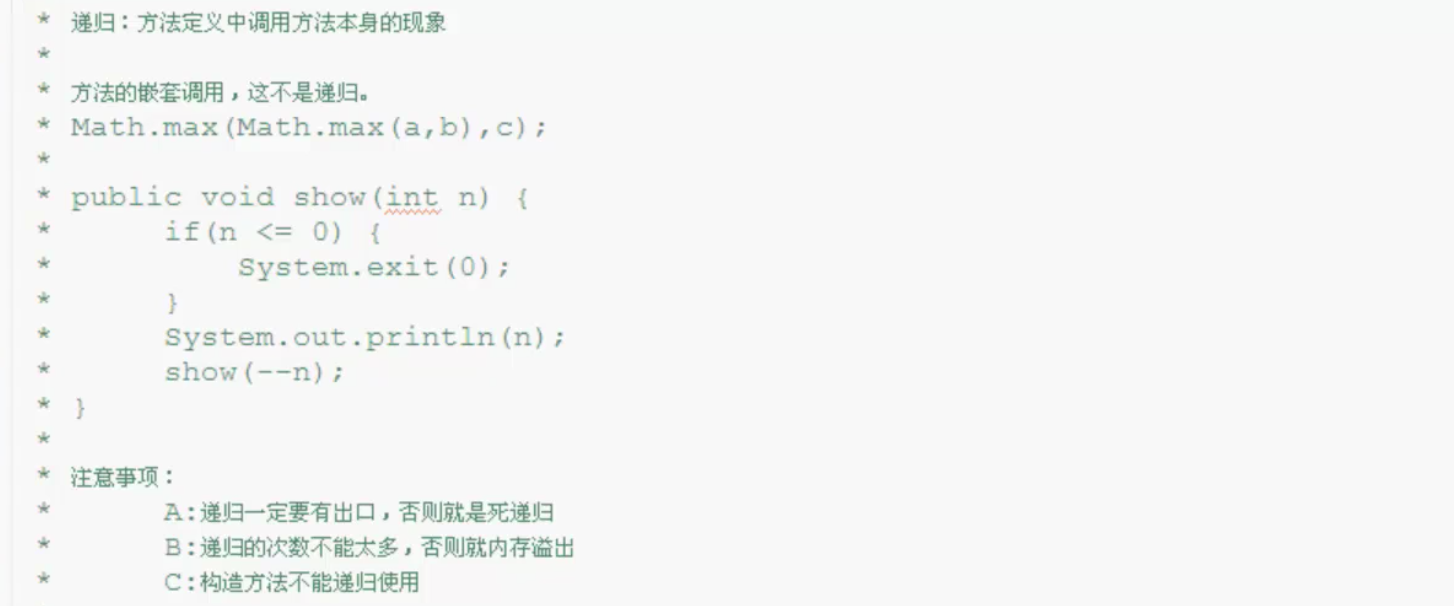 * 递归：方法定义中调用方法本身的现象
*
* 方法的嵌套调用，这不是递归。
* Math.max(Math.max(a,b),c);
*
* public void show(int n) {
*     if(n <= 0) {
*         System.exit(0);
*     }
*     System.out.println(n);
*     show(--n);
* }
*
* 注意事项：
*     A:递归一定要有出口，否则就是死递归
*     B:递归的次数不能太多，否则就内存溢出
*     C:构造方法不能递归使用